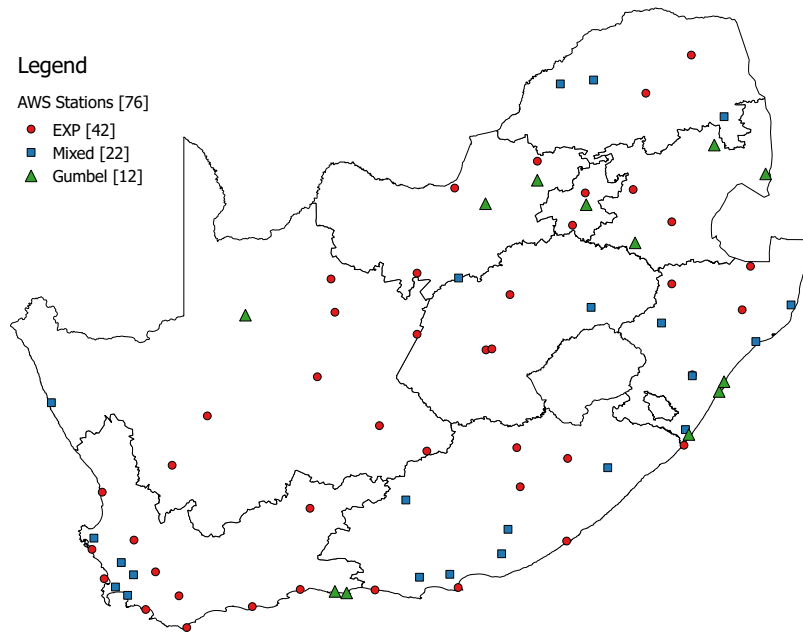 Legend
AWS Stations [76]
EXP [42]
Mixed [22]
Gumbel [12]